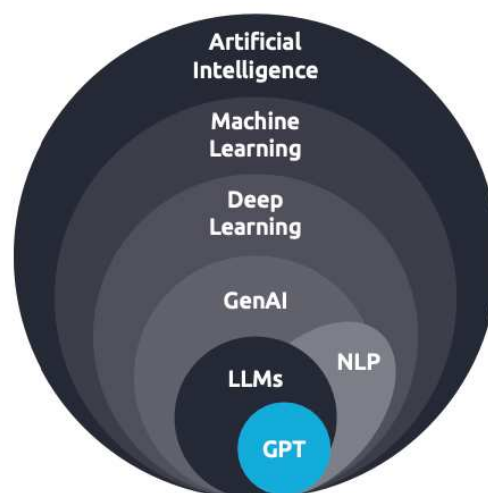 Artificial
Intelligence
Machine
Learning
Deep
Learning
GenAI
NLP
LLMs
GPT